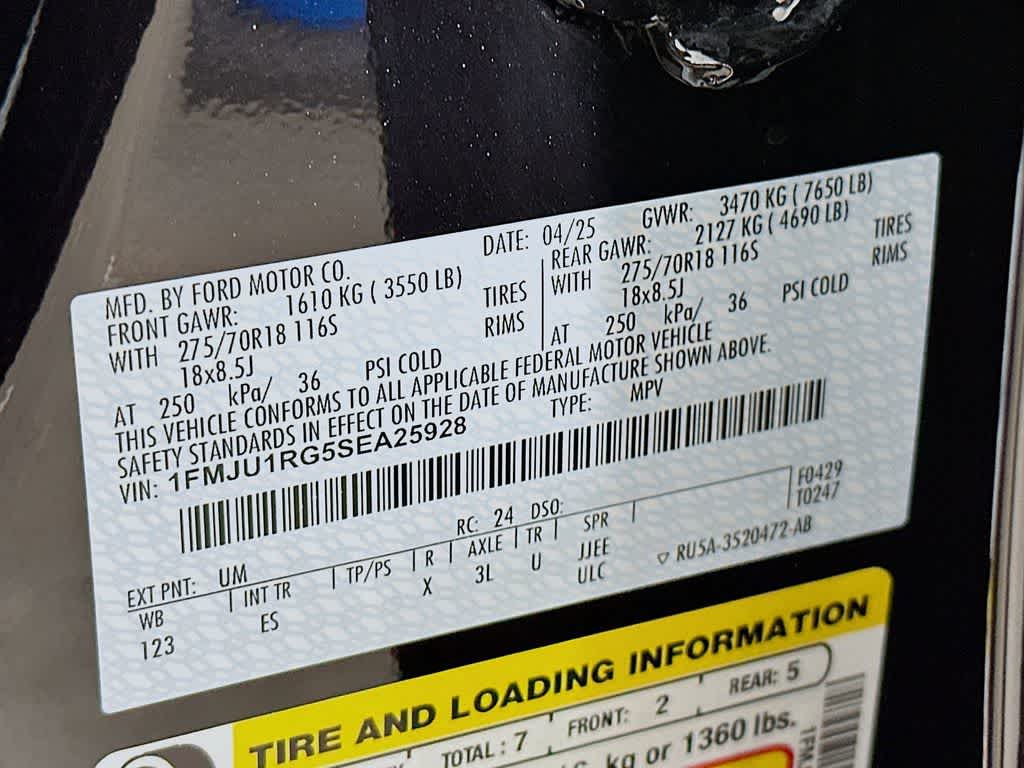 MFD. BY FORD MOTOR CO. DATE: 04/25 GVWR: 3470 KG ( 7650 LB)
FRONT GAWR: 1610 KG ( 3550 LB) REAR GAWR: 2127 KG ( 4690 LB)
WITH 275/70R18 116S TIRES WITH 275/70R18 116S TIRES
18x8.5J RIMS 18x8.5J RIMS
AT 250 kPa/ 36 PSI COLD AT 250 kPa/ 36 PSI COLD
THIS VEHICLE CONFORMS TO ALL APPLICABLE FEDERAL MOTOR VEHICLE
SAFETY STANDARDS IN EFFECT ON THE DATE OF MANUFACTURE SHOWN ABOVE.
VIN: 1FMJU1RG5SEA25928 TYPE: MPV
F0429
T0247
EXT PNT: UM RC: 24 DSO:
WB INT TR TP/PS R AXLE TR SPR
123 ES X 3L U JJEE
ULC
▽ RU5A-3520472-AB
TIRE AND LOADING INFORMATION
TOTAL : 7 FRONT: 2 REAR: 5
kg or 1360 lbs.